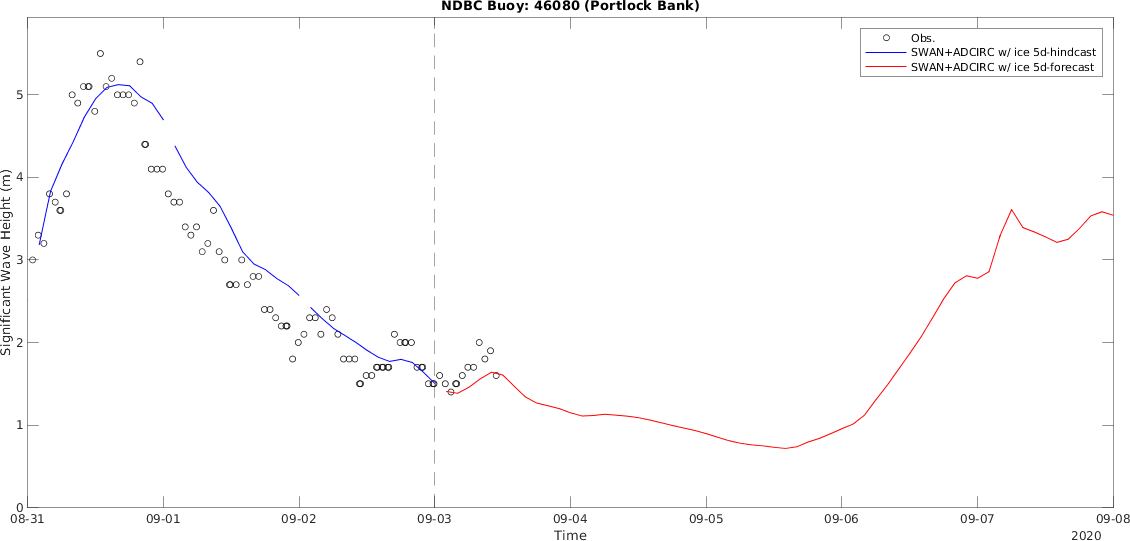 NDBC Buoy: 46080 (Portlock Bank)
Obs.
SWAN+ADCIRC w/ ice 5d-hindcast
SWAN+ADCIRC w/ ice 5d-forecast
Significant Wave Height (m)
5
4
3
2
1
0
08-31 09-01 09-02 09-03 09-04 09-05 09-06 09-07 09-08
Time
2020